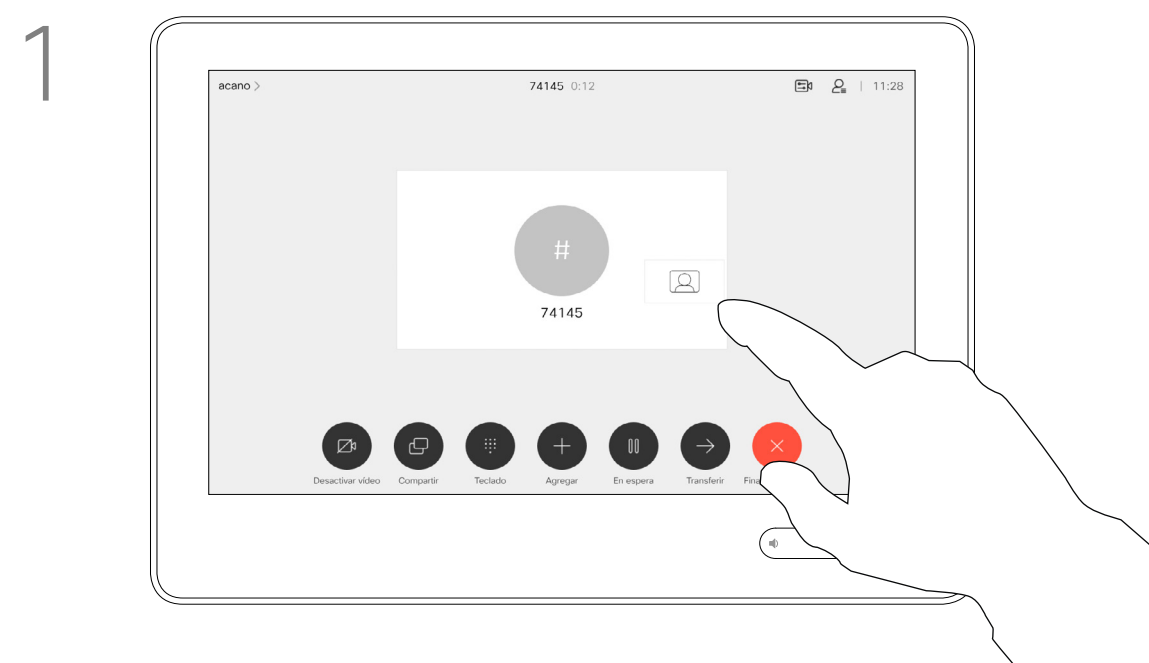 1
acano > 74145 0:12 | 11:28
#
74145
Desactivar vídeo Compartir Teclado Agregar En espera Transferir